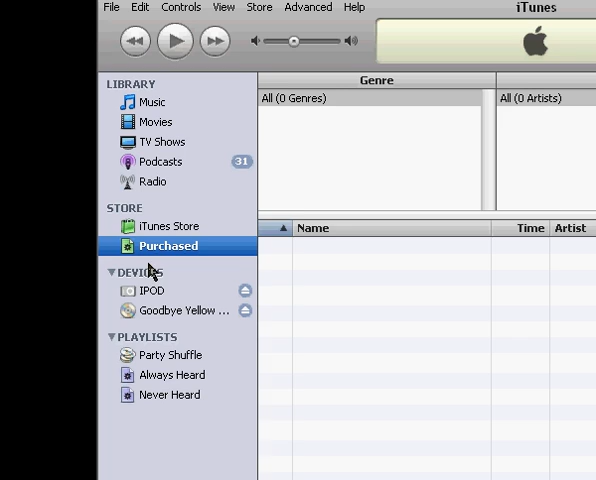 File Edit Controls View Store Advanced Help
iTunes
LIBRARY
Music
Movies
TV Shows
Podcasts 31
Radio
STORE
iTunes Store
Purchased
DEVICES
IPOD
Goodbye Yellow ...
PLAYLISTS
Party Shuffle
Always Heard
Never Heard
Genre
All (0 Genres)
All (0 Artists)
Name Time Artist